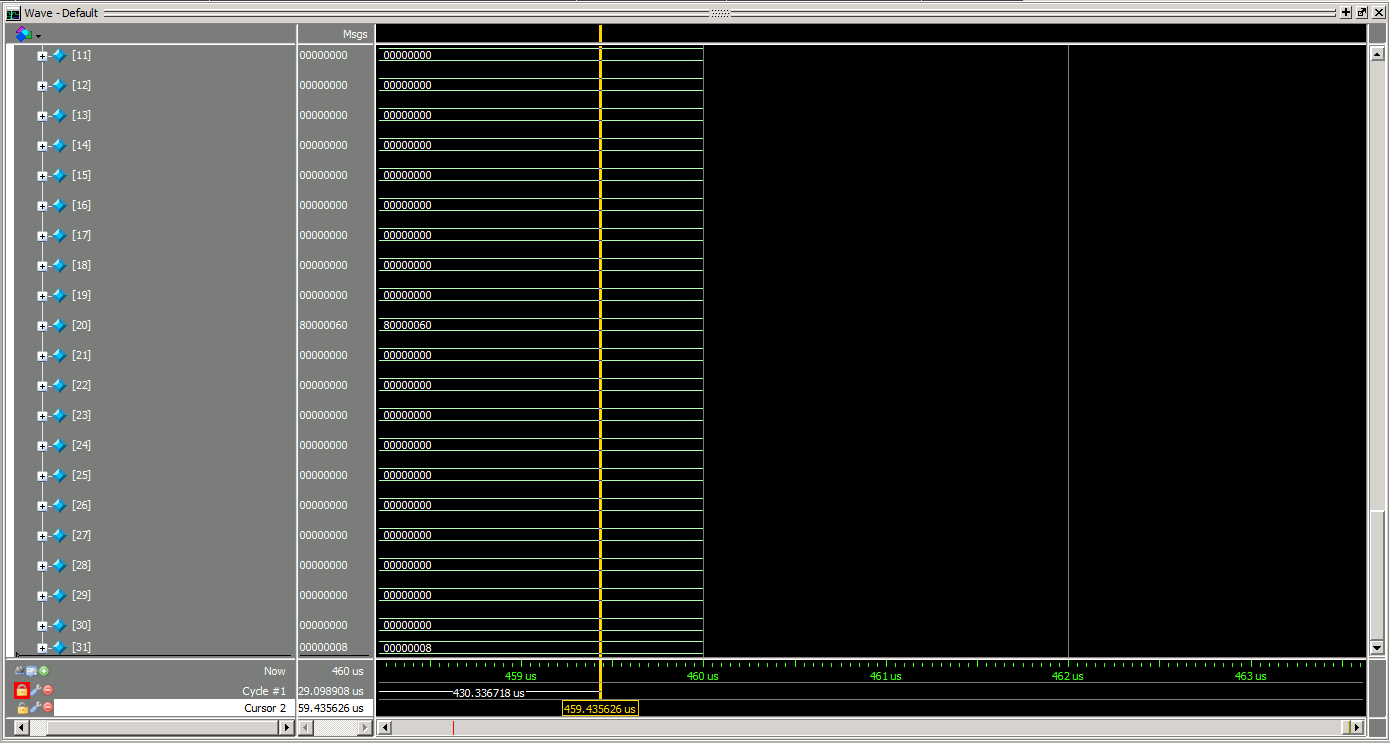 Wave - Default
Msgs
[11] 00000000 00000000
[12] 00000000 00000000
[13] 00000000 00000000
[14] 00000000 00000000
[15] 00000000 00000000
[16] 00000000 00000000
[17] 00000000 00000000
[18] 00000000 00000000
[19] 00000000 00000000
[20] 80000060 80000060
[21] 00000000 00000000
[22] 00000000 00000000
[23] 00000000 00000000
[24] 00000000 00000000
[25] 00000000 00000000
[26] 00000000 00000000
[27] 00000000 00000000
[28] 00000000 00000000
[29] 00000000 00000000
[30] 00000000 00000000
[31] 00000008 00000008
Now 460 us 459 us 460 us 461 us 462 us 463 us
Cycle #1 29.098908 us 430.336718 us
Cursor 2 59.435626 us 459.435626 us